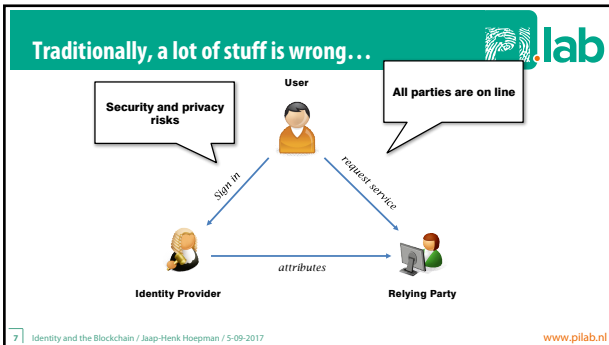 Traditionally, a lot of stuff is wrong...
PI.lab
User
Security and privacy
risks
All parties are on line
Sign in
request service
attributes
Identity Provider
Relying Party
7 Identity and the Blockchain / Jaap-Henk Hoepman / 5-09-2017
www.pilab.nl